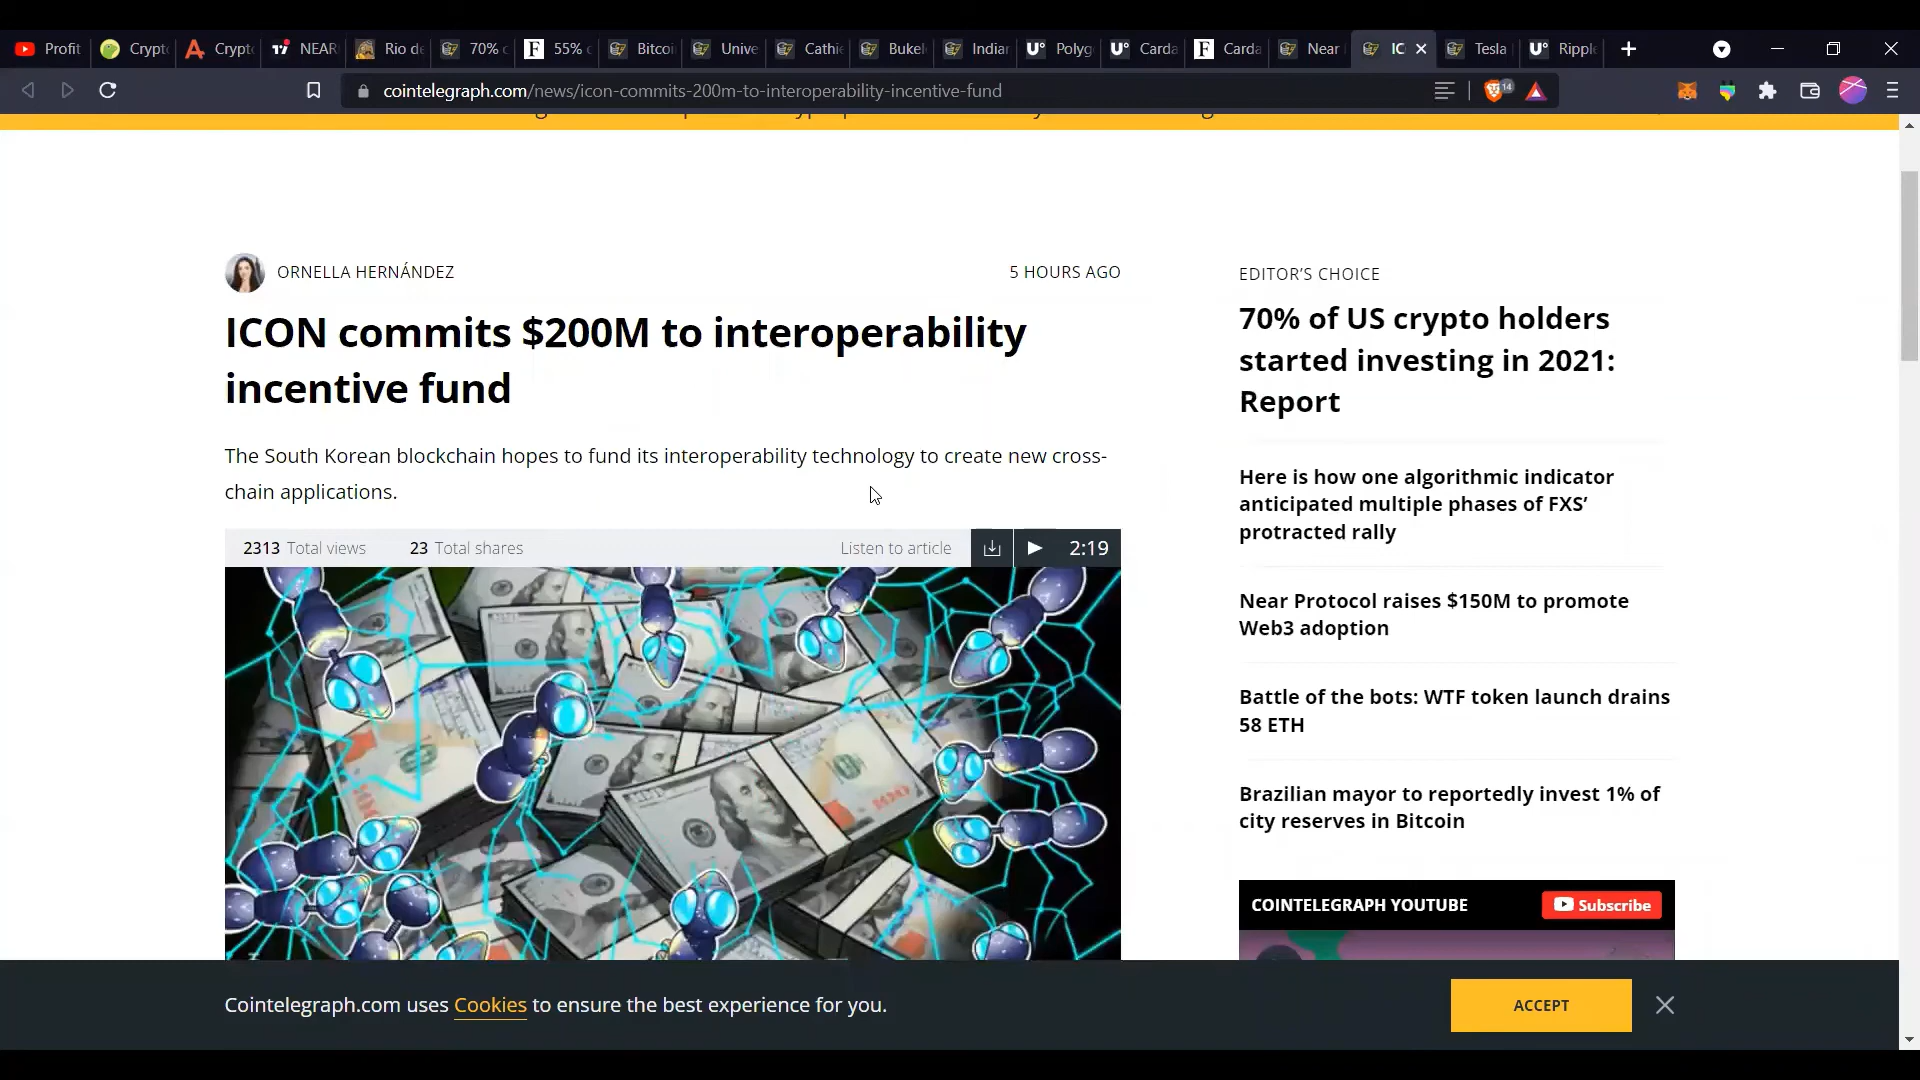 Profit
Crypt
Crypt
NEAR
Rio de
70% c
55% c
Bitcoi
Unive
Cathi
Bukel
Indian
Polyg
Carda
Carda
Near
IC
Tesla
Rippl
cointelegraph.com/news/icon-commits-200m-to-interoperability-incentive-fund
14
ORNELLA HERNÁNDEZ
5 HOURS AGO
ICON commits $200M to interoperability
incentive fund
The South Korean blockchain hopes to fund its interoperability technology to create new cross-
chain applications.
2313 Total views
23 Total shares
Listen to article
2:19
EDITOR'S CHOICE
70% of US crypto holders
started investing in 2021:
Report
Here is how one algorithmic indicator
anticipated multiple phases of FXS’
protracted rally
Near Protocol raises $150M to promote
Web3 adoption
Battle of the bots: WTF token launch drains
58 ETH
Brazilian mayor to reportedly invest 1% of
city reserves in Bitcoin
COINTELEGRAPH YOUTUBE
Subscribe
Cointelegraph.com uses Cookies to ensure the best experience for you.
ACCEPT